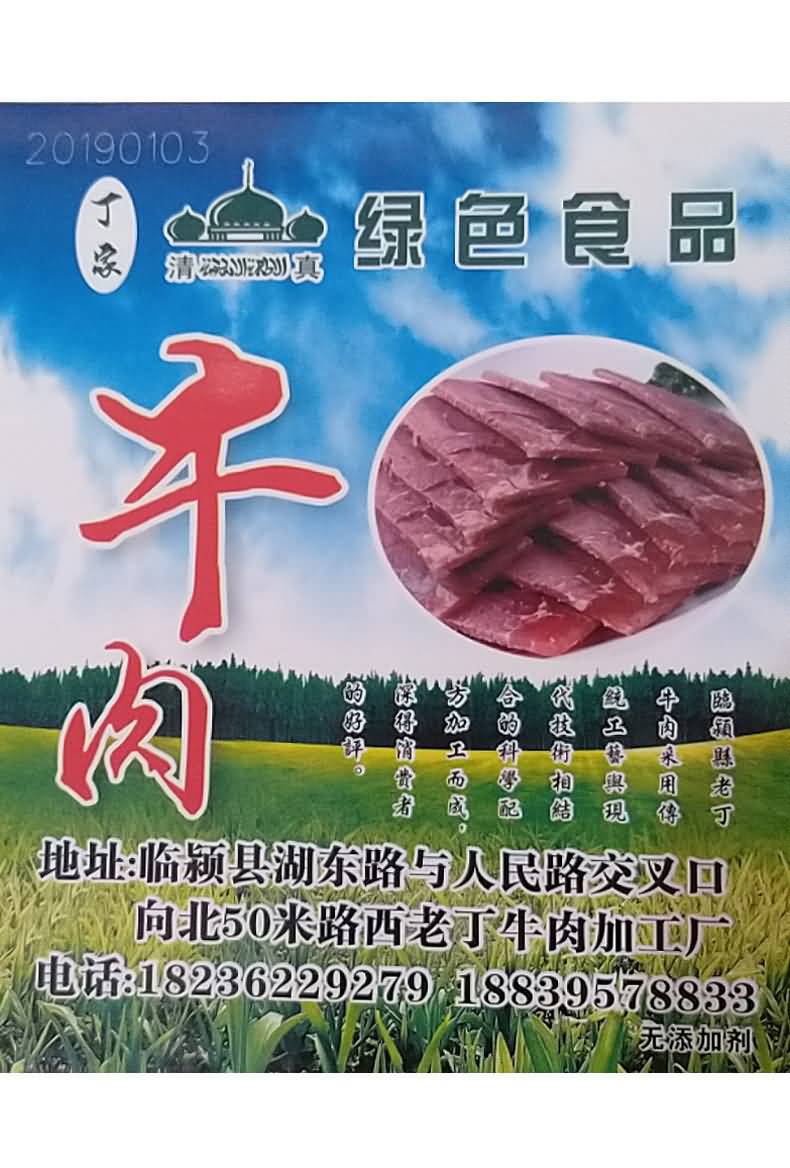 20190103
丁家
清 真
绿色食品
牛肉
臨潁縣老丁
牛肉采用傳
統工藝與現
代技術相結
合的科學配
方加工而成，
深得消費者
的好評。
地址:临颍县湖东路与人民路交叉口
向北50米路西老丁牛肉加工厂
电话:18236229279 18839578833
无添加剂